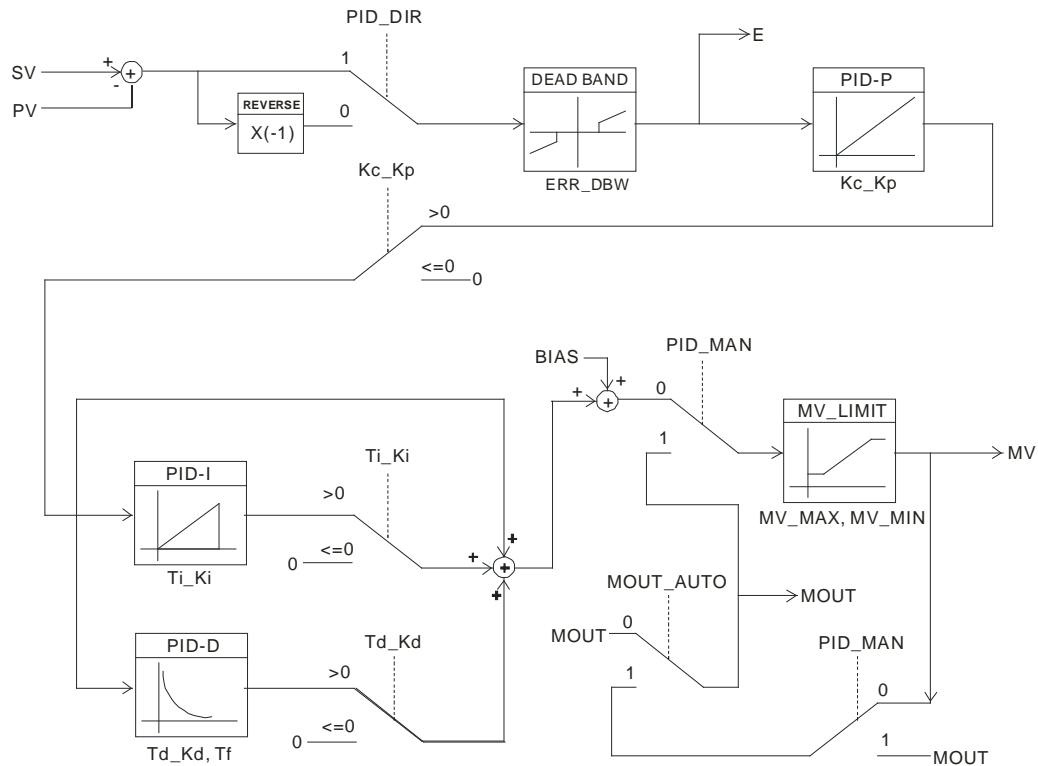 PID_DIR
SV
+
+
-
PV
1
0
REVERSE
X(-1)
DEAD BAND
ERR_DBW
E
PID-P
Kc_Kp
Kc_Kp
>0
<=0
0
BIAS
+
+
+
PID_MAN
0
1
MV_LIMIT
MV
MV_MAX, MV_MIN
PID-I
Ti_Ki
Ti_Ki
>0
0
<=0
+
+
+
+
MOUT_AUTO
MOUT
MOUT
0
1
PID-D
Td_Kd, Tf
Td_Kd
>0
0
<=0
PID_MAN
0
1
MOUT